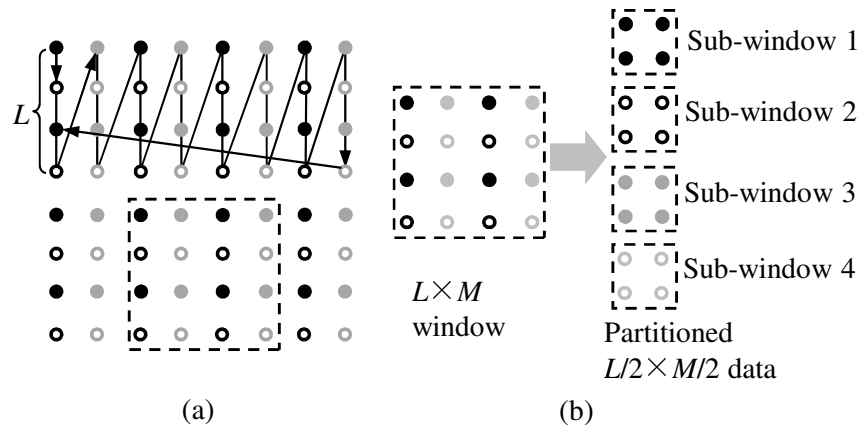 L
(a)
L×M
window
Sub-window 1
Sub-window 2
Sub-window 3
Sub-window 4
Partitioned
L/2×M/2 data
(b)